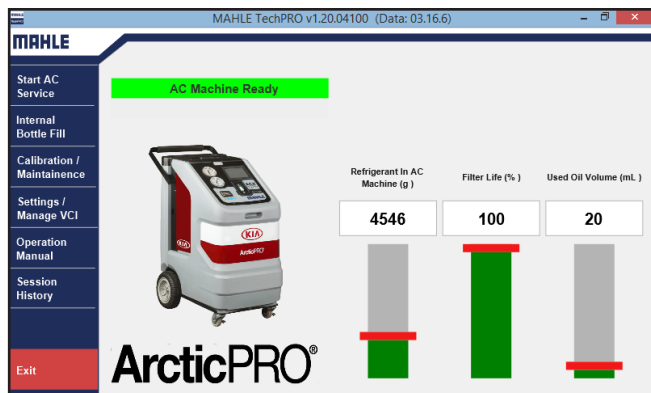 MAHLE TechPRO v1.20.04100 (Data: 03.16.6)
MAHLE
Start AC
Service
Internal
Bottle Fill
Calibration /
Maintainence
Settings /
Manage VCI
Operation
Manual
Session
History
Exit
AC Machine Ready
MAHLE
KIA
KIA
ArcticPRO
ArcticPRO®
Refrigerant In AC
Machine (g )
Filter Life (% )
Used Oil Volume (mL )
4546
100
20